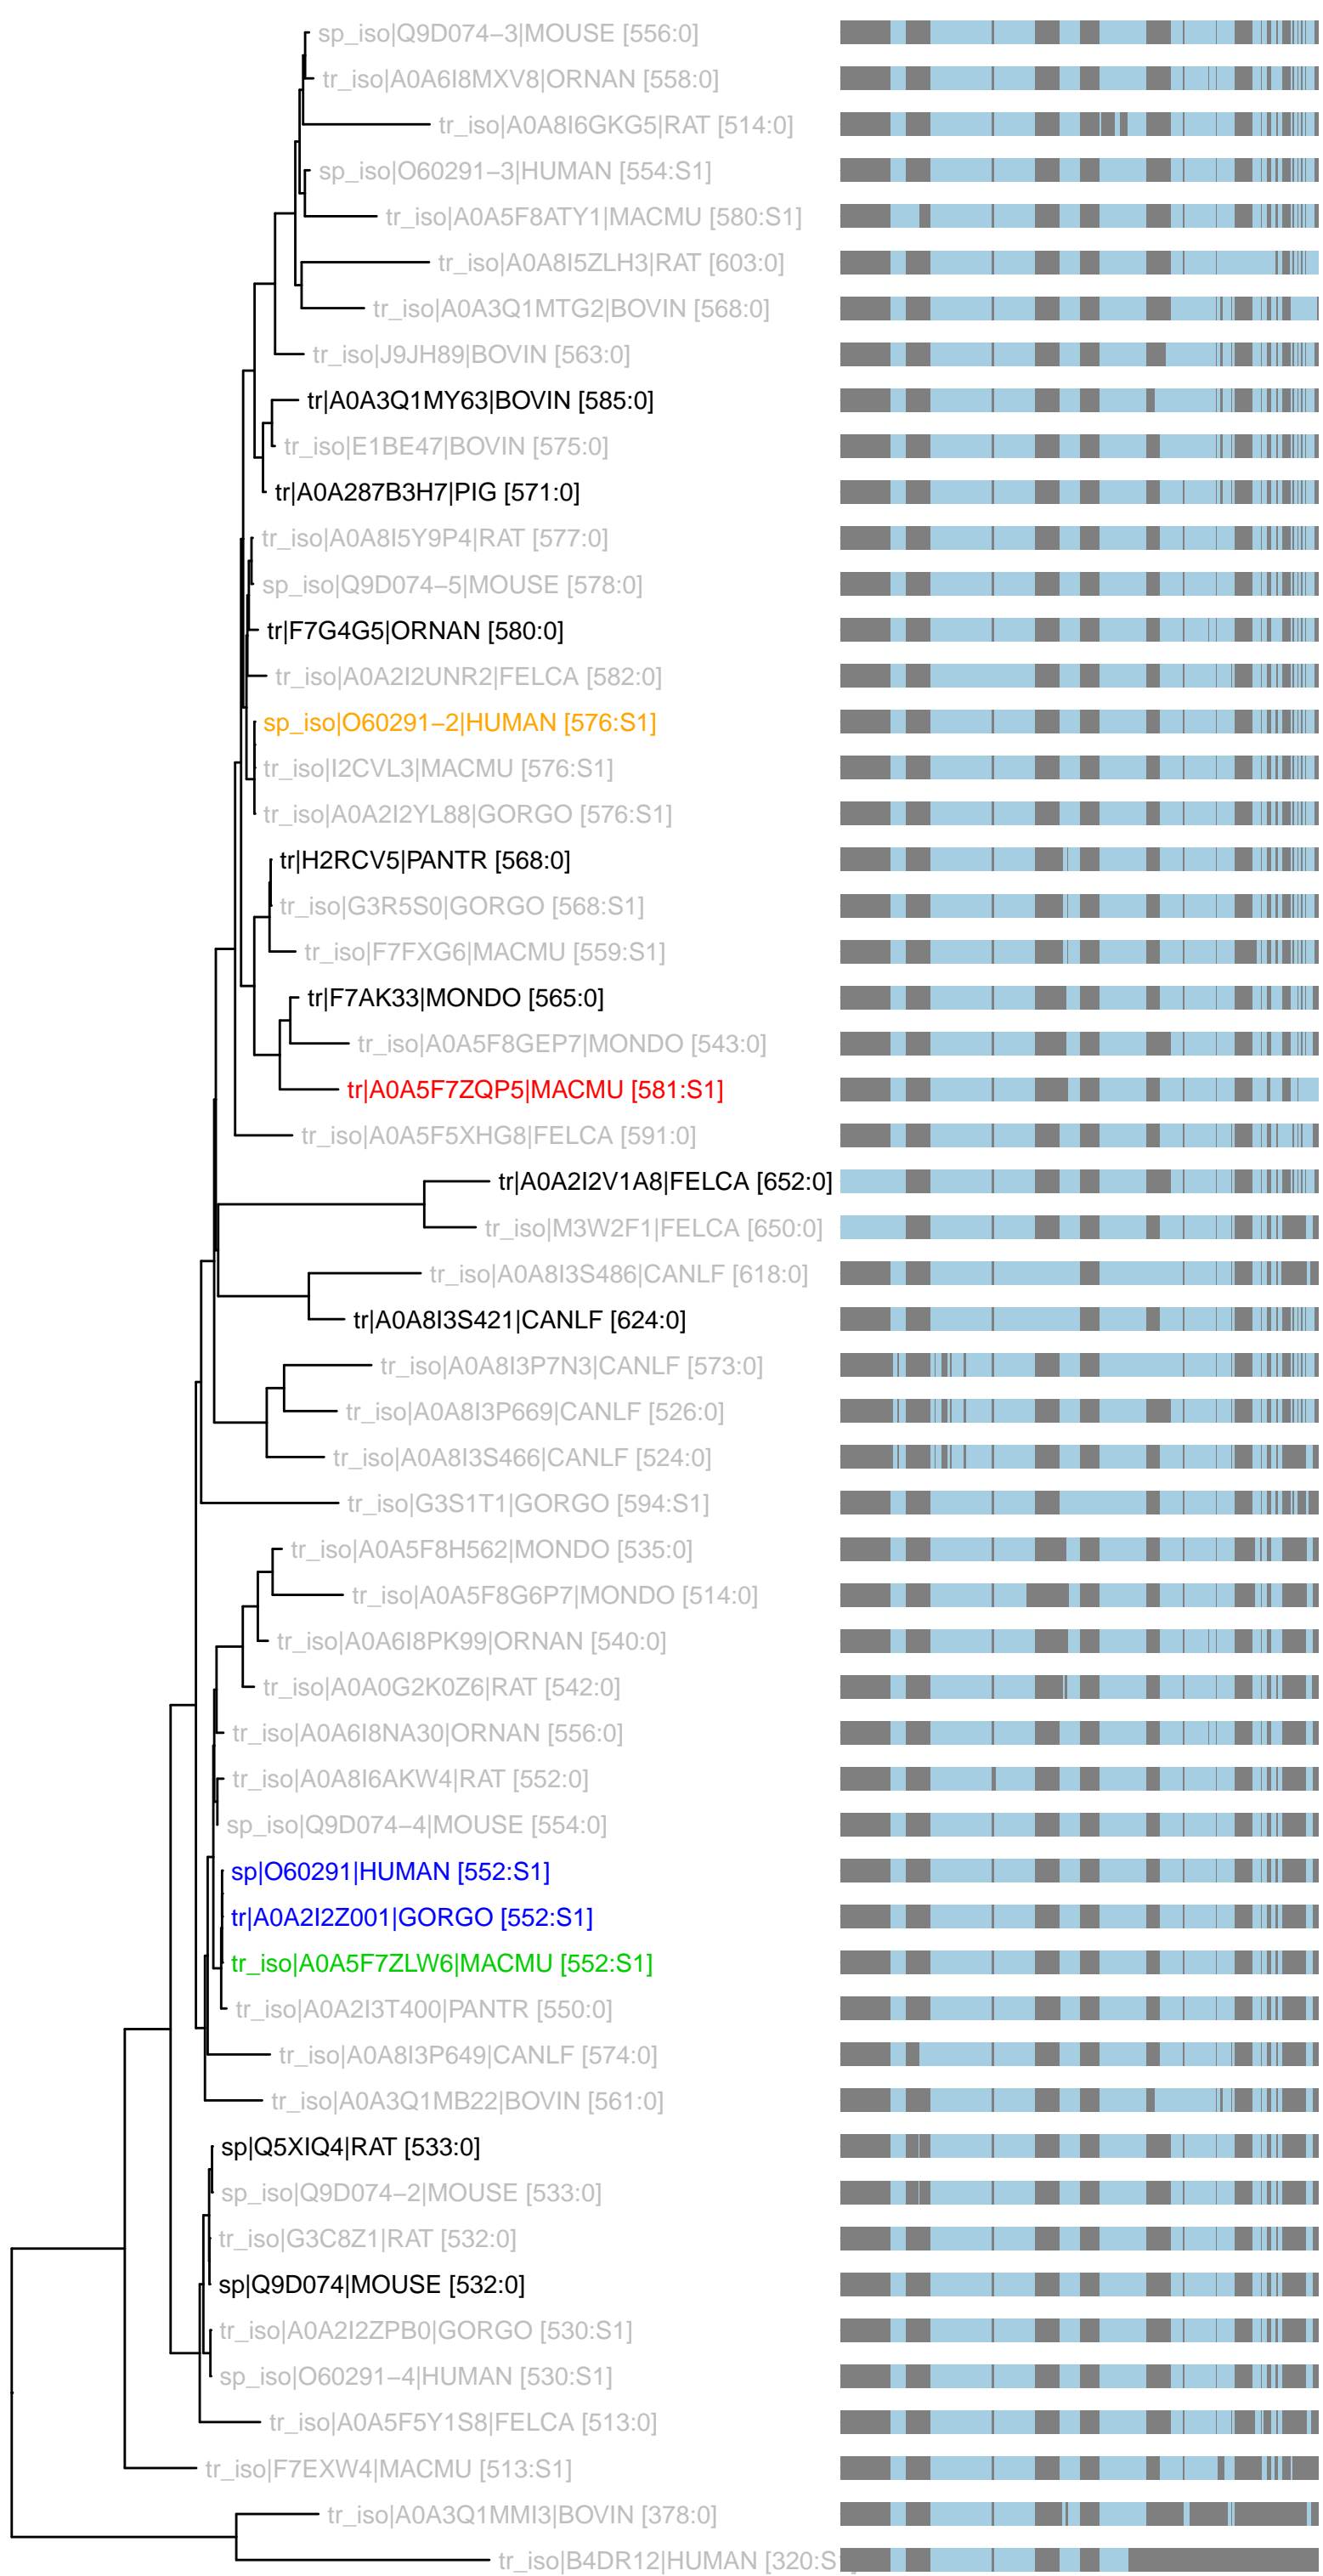 sp_iso|Q9D074−3|MOUSE [556:0]
tr_iso|A0A6I8MXV8|ORNAN [558:0]
tr_iso|A0A8I6GKG5|RAT [514:0]
sp_iso|O60291−3|HUMAN [554:S1]
tr_iso|A0A5F8ATY1|MACMU [580:S1]
tr_iso|A0A8I5ZLH3|RAT [603:0]
tr_iso|A0A3Q1MTG2|BOVIN [568:0]
tr_iso|J9JH89|BOVIN [563:0]
tr|A0A3Q1MY63|BOVIN [585:0]
tr_iso|E1BE47|BOVIN [575:0]
tr|A0A287B3H7|PIG [571:0]
tr_iso|A0A8I5Y9P4|RAT [577:0]
sp_iso|Q9D074−5|MOUSE [578:0]
tr|F7G4G5|ORNAN [580:0]
tr_iso|A0A2I2UNR2|FELCA [582:0]
sp_iso|O60291−2|HUMAN [576:S1]
tr_iso|I2CVL3|MACMU [576:S1]
tr_iso|A0A2I2YL88|GORGO [576:S1]
tr|H2RCV5|PANTR [568:0]
tr_iso|G3R5S0|GORGO [568:S1]
tr_iso|F7FXG6|MACMU [559:S1]
tr|F7AK33|MONDO [565:0]
tr_iso|A0A5F8GEP7|MONDO [543:0]
tr|A0A5F7ZQP5|MACMU [581:S1]
tr_iso|A0A5F5XHG8|FELCA [591:0]
tr|A0A2I2V1A8|FELCA [652:0]
tr_iso|M3W2F1|FELCA [650:0]
tr_iso|A0A8I3S486|CANLF [618:0]
tr|A0A8I3S421|CANLF [624:0]
tr_iso|A0A8I3P7N3|CANLF [573:0]
tr_iso|A0A8I3P669|CANLF [526:0]
tr_iso|A0A8I3S466|CANLF [524:0]
tr_iso|G3S1T1|GORGO [594:S1]
tr_iso|A0A5F8H562|MONDO [535:0]
tr_iso|A0A5F8G6P7|MONDO [514:0]
tr_iso|A0A6I8PK99|ORNAN [540:0]
tr_iso|A0A0G2K0Z6|RAT [542:0]
tr_iso|A0A6I8NA30|ORNAN [556:0]
tr_iso|A0A8I6AKW4|RAT [552:0]
sp_iso|Q9D074−4|MOUSE [554:0]
sp|O60291|HUMAN [552:S1]
tr|A0A2I2Z001|GORGO [552:S1]
tr_iso|A0A5F7ZLW6|MACMU [552:S1]
tr_iso|A0A2I3T400|PANTR [550:0]
tr_iso|A0A8I3P649|CANLF [574:0]
tr_iso|A0A3Q1MB22|BOVIN [561:0]
sp|Q5XIQ4|RAT [533:0]
sp_iso|Q9D074−2|MOUSE [533:0]
tr_iso|G3C8Z1|RAT [532:0]
sp|Q9D074|MOUSE [532:0]
tr_iso|A0A2I2ZPB0|GORGO [530:S1]
sp_iso|O60291−4|HUMAN [530:S1]
tr_iso|A0A5F5Y1S8|FELCA [513:0]
tr_iso|F7EXW4|MACMU [513:S1]
tr_iso|A0A3Q1MMI3|BOVIN [378:0]
tr_iso|B4DR12|HUMAN [320:S